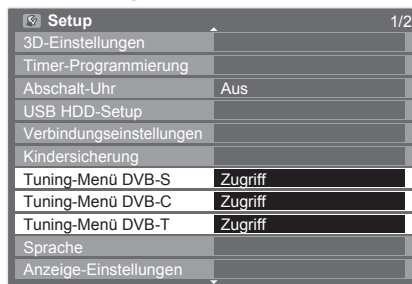 Setup 1/2
3D-Einstellungen
Timer-Programmierung
Abschalt-Uhr Aus
USB HDD-Setup
Verbindungseinstellungen
Kindersicherung
Tuning-Menü DVB-S Zugriff
Tuning-Menü DVB-C Zugriff
Tuning-Menü DVB-T Zugriff
Sprache
Anzeige-Einstellungen